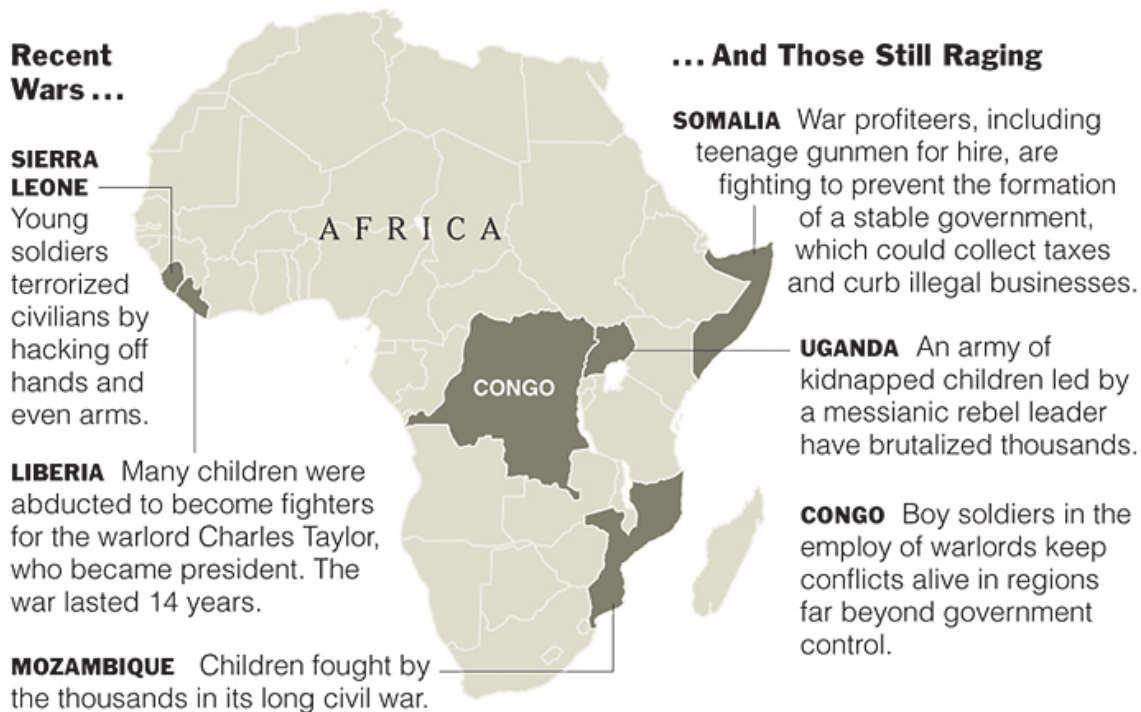 Recent
Wars ...
SIERRA
LEONE
Young
soldiers
terrorized
civilians by
hacking off
hands and
even arms.
LIBERIA Many children were
abducted to become fighters
for the warlord Charles Taylor,
who became president. The
war lasted 14 years.
MOZAMBIQUE Children fought by
the thousands in its long civil war.
AFRICA
CONGO
... And Those Still Raging
SOMALIA War profiteers, including
teenage gunmen for hire, are
fighting to prevent the formation
of a stable government,
which could collect taxes
and curb illegal businesses.
UGANDA An army of
kidnapped children led by
a messianic rebel leader
have brutalized thousands.
CONGO Boy soldiers in the
employ of warlords keep
conflicts alive in regions
far beyond government
control.